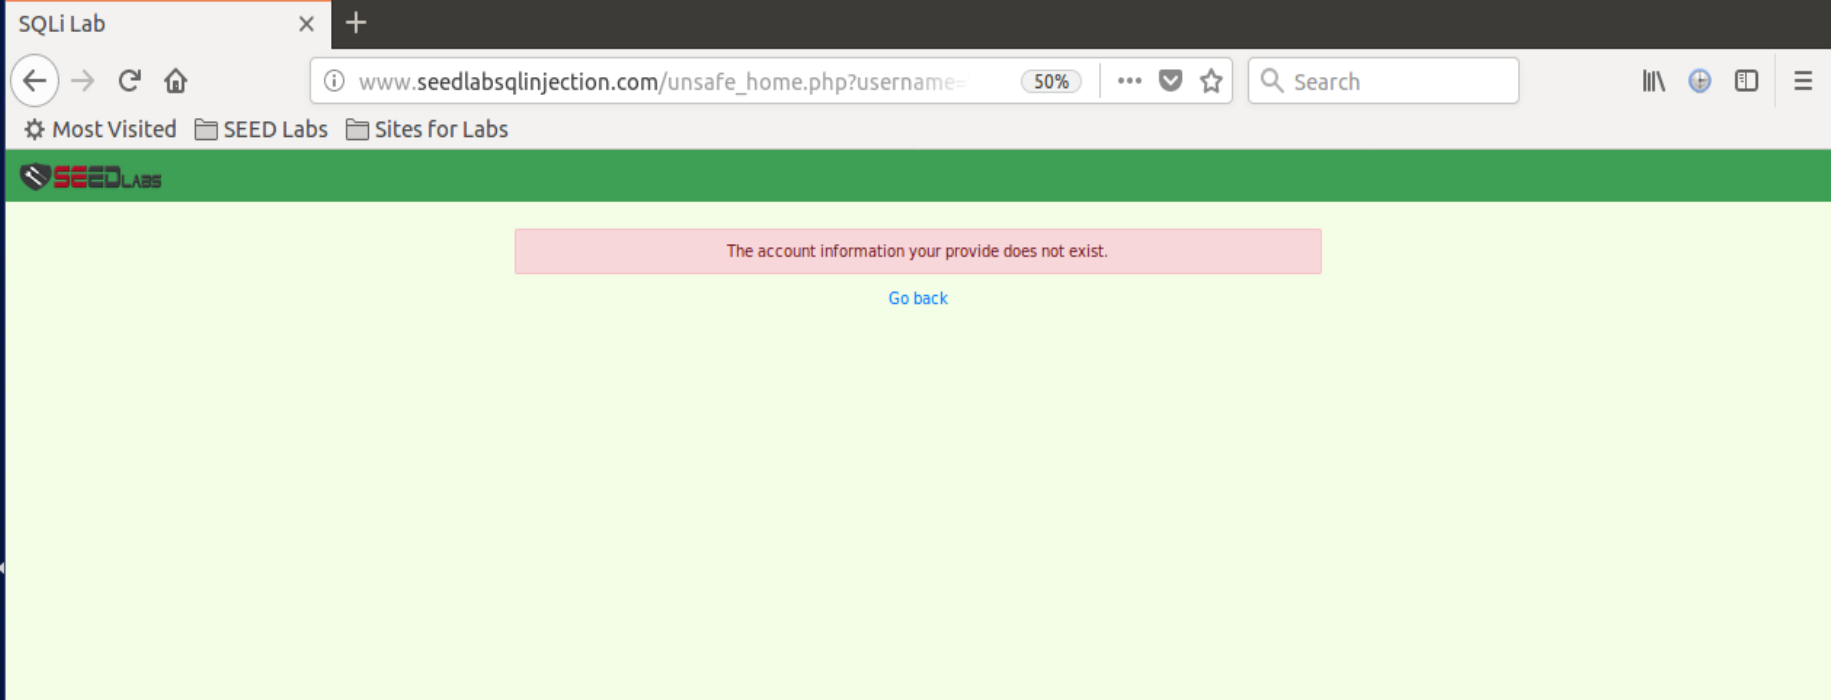 SQLi Lab
www.seedlabsqlinjection.com/unsafe_home.php?username= 50% Search
Most Visited SEED Labs Sites for Labs
SEEDLABS
The account information your provide does not exist.
Go back